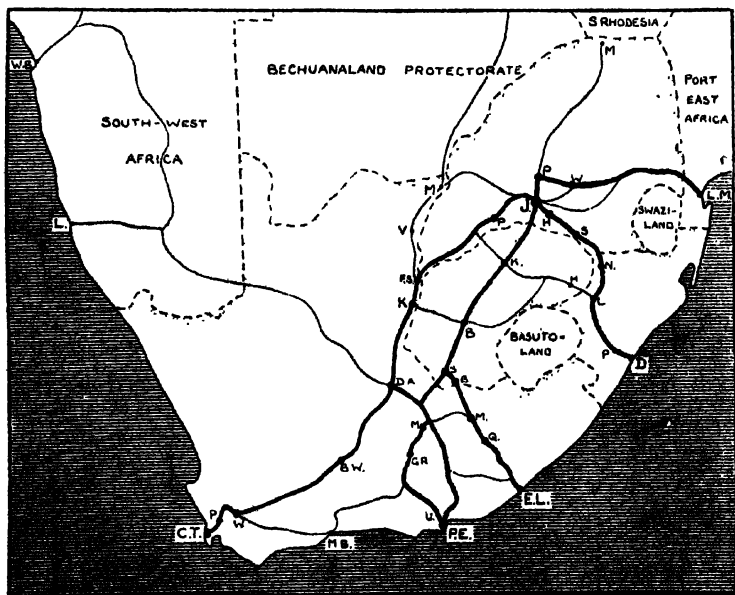 S.RHODESIA
W.B.
M
BECHUANALAND PROTECTORATE
PORT
EAST
AFRICA
SOUTH-WEST
AFRICA
P
W.
M
J.
L.M.
SWAZI-
LAND
L.
P
H
S
V
N.
F.S.
K.
H
K
L
B
BASUTO-
LAND
P
D
S
B.
D A
M
M.
Q.
B W.
GR
E.L.
P
W
U.
C.T.
P.E.
M B.